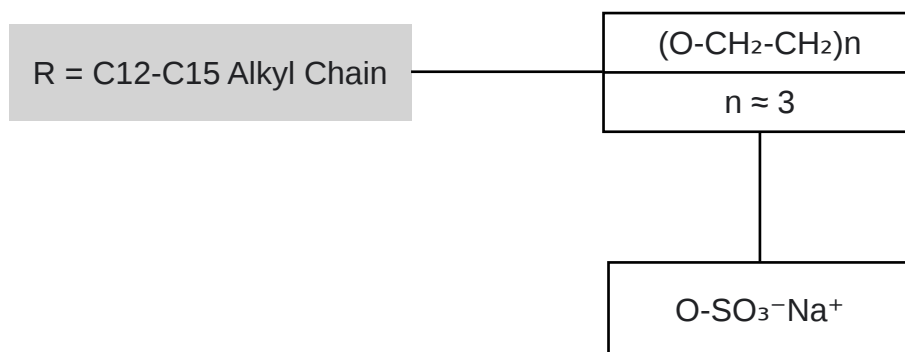 R = C12-C15 Alkyl Chain
(O-CH₂-CH₂)n
n ≈ 3
O-SO₃⁻Na⁺